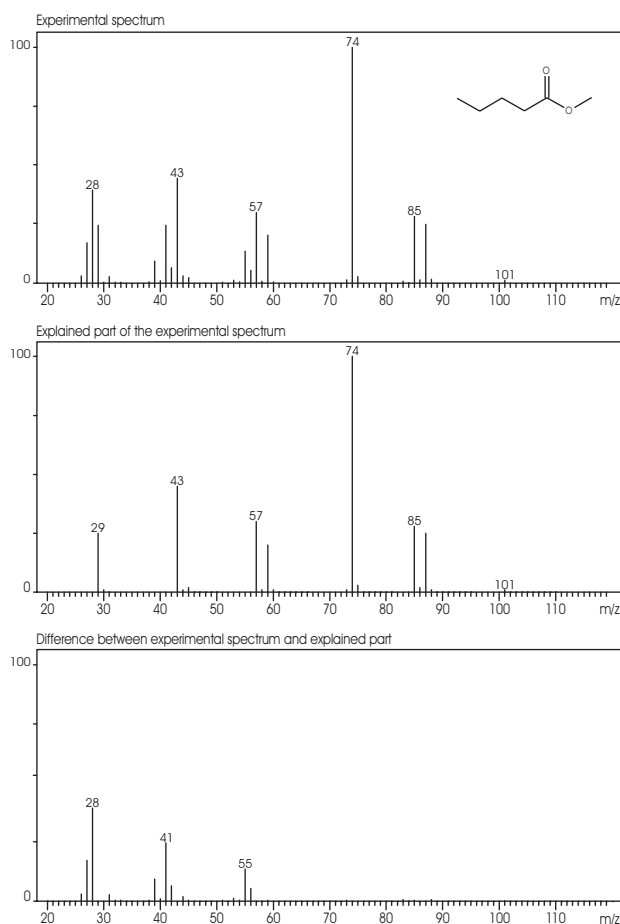 Experimental spectrum
100
74
O
O
43
28
57
85
101
0
20 30 40 50 60 70 80 90 100 110 m/z
Explained part of the experimental spectrum
100
74
43
57
85
29
101
0
20 30 40 50 60 70 80 90 100 110 m/z
Difference between experimental spectrum and explained part
100
28
41
55
0
20 30 40 50 60 70 80 90 100 110 m/z